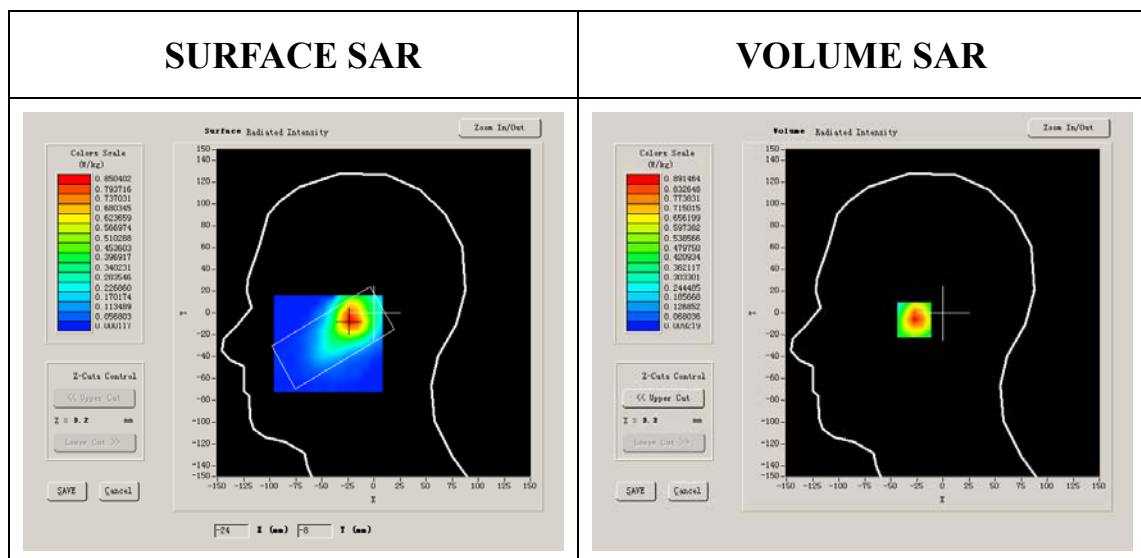 SURFACE SAR
VOLUME SAR
Surface Radiated Intensity
Zoom In/Out
Colors Scale
(W/kg)
0.850402
0.793716
0.737031
0.680345
0.623659
0.566974
0.510288
0.453603
0.396917
0.340231
0.283546
0.226860
0.170174
0.113489
0.056803
0.000117
150
120
100
80
60
40
20
0
-20
-40
-60
-80
-100
-120
-140
-150
Y
-150 -125 -100 -75 -50 -25 0 25 50 75 100 125 150
X
Z-Cuts Control
<< Upper Cut
mm
Lower Cut >>
SAVE
Cancel
-24 X (mm) -8 Y (mm)
Volume Radiated Intensity
Zoom In/Out
Colors Scale
(W/kg)
0.891464
0.832648
0.773831
0.715015
0.656199
0.597382
0.538566
0.479750
0.420934
0.362117
0.303301
0.244485
0.185668
0.126852
0.068036
0.009219
150
120
100
80
60
40
20
0
-20
-40
-60
-80
-100
-120
-140
-150
Y
-150 -125 -100 -75 -50 -25 0 25 50 75 100 125 150
X
Z-Cuts Control
<< Upper Cut
mm
Lower Cut >>
SAVE
Cancel